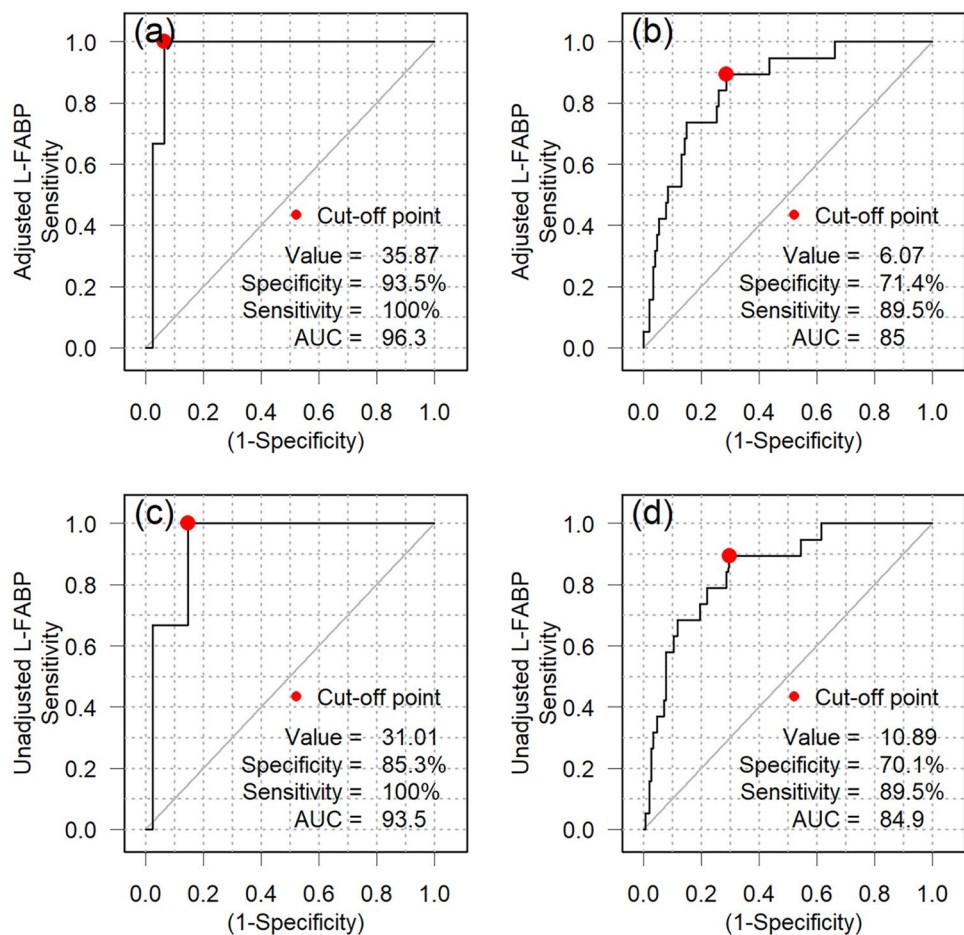 (a)
Adjusted L-FABP
Sensitivity
1.0
0.8
0.6
0.4
0.2
0.0
Cut-off point
Value = 35.87
Specificity = 93.5%
Sensitivity = 100%
AUC = 96.3
0.0 0.2 0.4 0.6 0.8 1.0
(1-Specificity)
(b)
Adjusted L-FABP
Sensitivity
1.0
0.8
0.6
0.4
0.2
0.0
Cut-off point
Value = 6.07
Specificity = 71.4%
Sensitivity = 89.5%
AUC = 85
0.0 0.2 0.4 0.6 0.8 1.0
(1-Specificity)
(c)
Unadjusted L-FABP
Sensitivity
1.0
0.8
0.6
0.4
0.2
0.0
Cut-off point
Value = 31.01
Specificity = 85.3%
Sensitivity = 100%
AUC = 93.5
0.0 0.2 0.4 0.6 0.8 1.0
(1-Specificity)
(d)
Unadjusted L-FABP
Sensitivity
1.0
0.8
0.6
0.4
0.2
0.0
Cut-off point
Value = 10.89
Specificity = 70.1%
Sensitivity = 89.5%
AUC = 84.9
0.0 0.2 0.4 0.6 0.8 1.0
(1-Specificity)